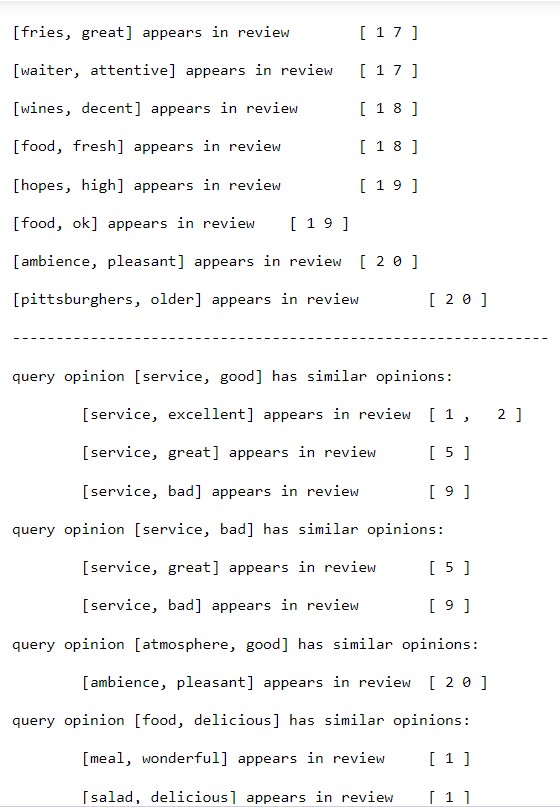 [fries, great] appears in review [ 1 7 ]
[waiter, attentive] appears in review [ 1 7 ]
[wines, decent] appears in review [ 1 8 ]
[food, fresh] appears in review [ 1 8 ]
[hopes, high] appears in review [ 1 9 ]
[food, ok] appears in review [ 1 9 ]
[ambience, pleasant] appears in review [ 2 0 ]
[pittsburghers, older] appears in review [ 2 0 ]
--------------------------------------------------------------
query opinion [service, good] has similar opinions:
[service, excellent] appears in review [ 1 , 2 ]
[service, great] appears in review [ 5 ]
[service, bad] appears in review [ 9 ]
query opinion [service, bad] has similar opinions:
[service, great] appears in review [ 5 ]
[service, bad] appears in review [ 9 ]
query opinion [atmosphere, good] has similar opinions:
[ambience, pleasant] appears in review [ 2 0 ]
query opinion [food, delicious] has similar opinions:
[meal, wonderful] appears in review [ 1 ]
[salad, delicious] appears in review [ 1 ]